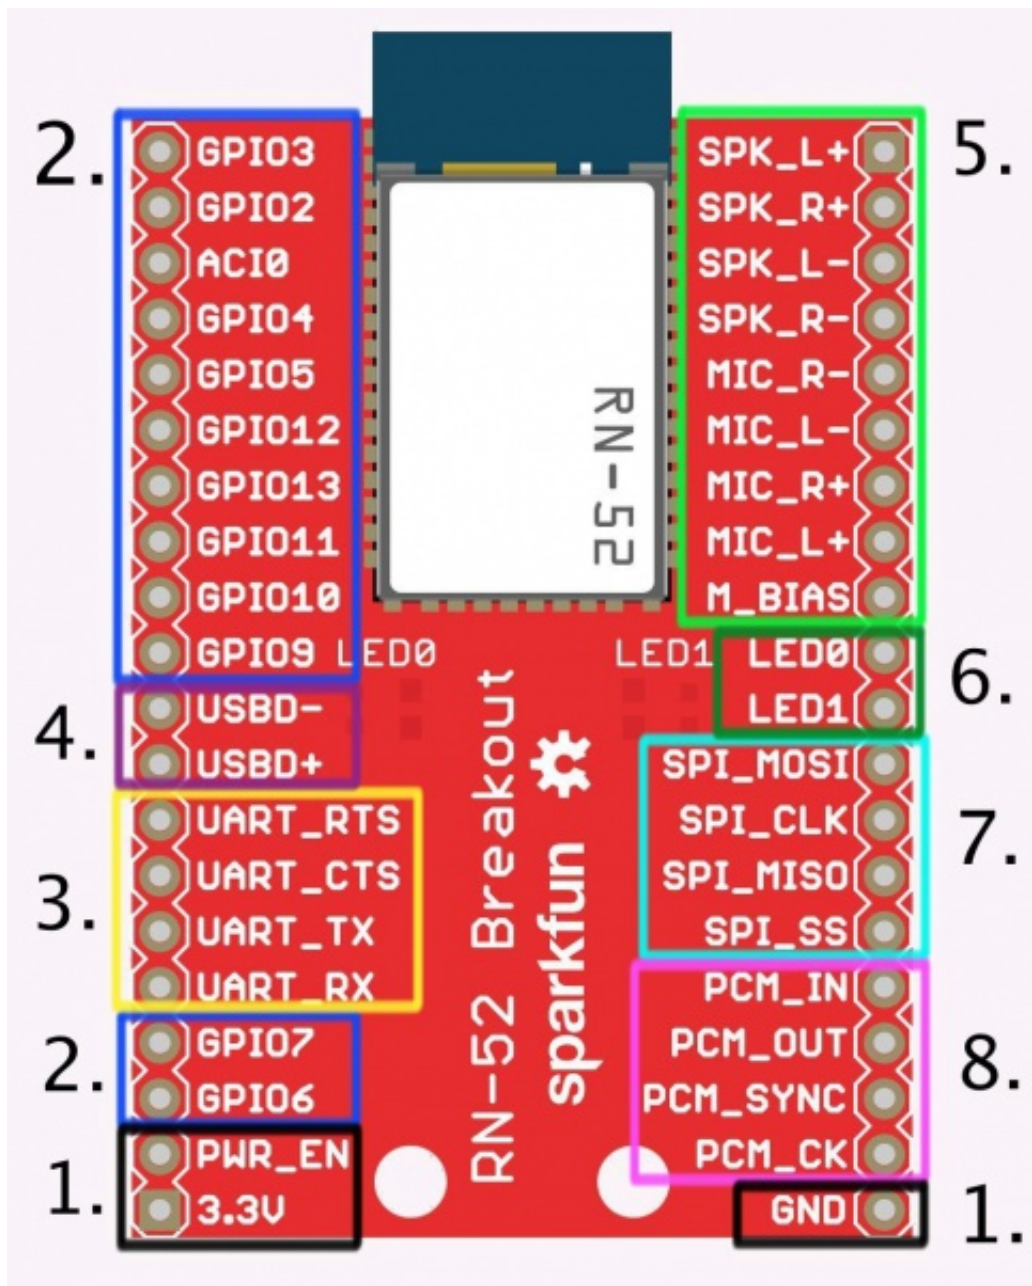 2.
GPIO3
GPIO2
ACI0
GPIO4
GPIO5
GPIO12
GPIO13
GPIO11
GPIO10
GPIO9
4.
USBD-
USBD+
3.
UART_RTS
UART_CTS
UART_TX
UART_RX
2.
GPIO7
GPIO6
1.
PWR_EN
3.3V
RN-52
LED0
LED1
RN-52 Breakout
sparkfun
5.
SPK_L+
SPK_R+
SPK_L-
SPK_R-
MIC_R-
MIC_L-
MIC_R+
MIC_L+
M_BIAS
6.
LED0
LED1
7.
SPI_MOSI
SPI_CLK
SPI_MISO
SPI_SS
8.
PCM_IN
PCM_OUT
PCM_SYNC
PCM_CK
1.
GND